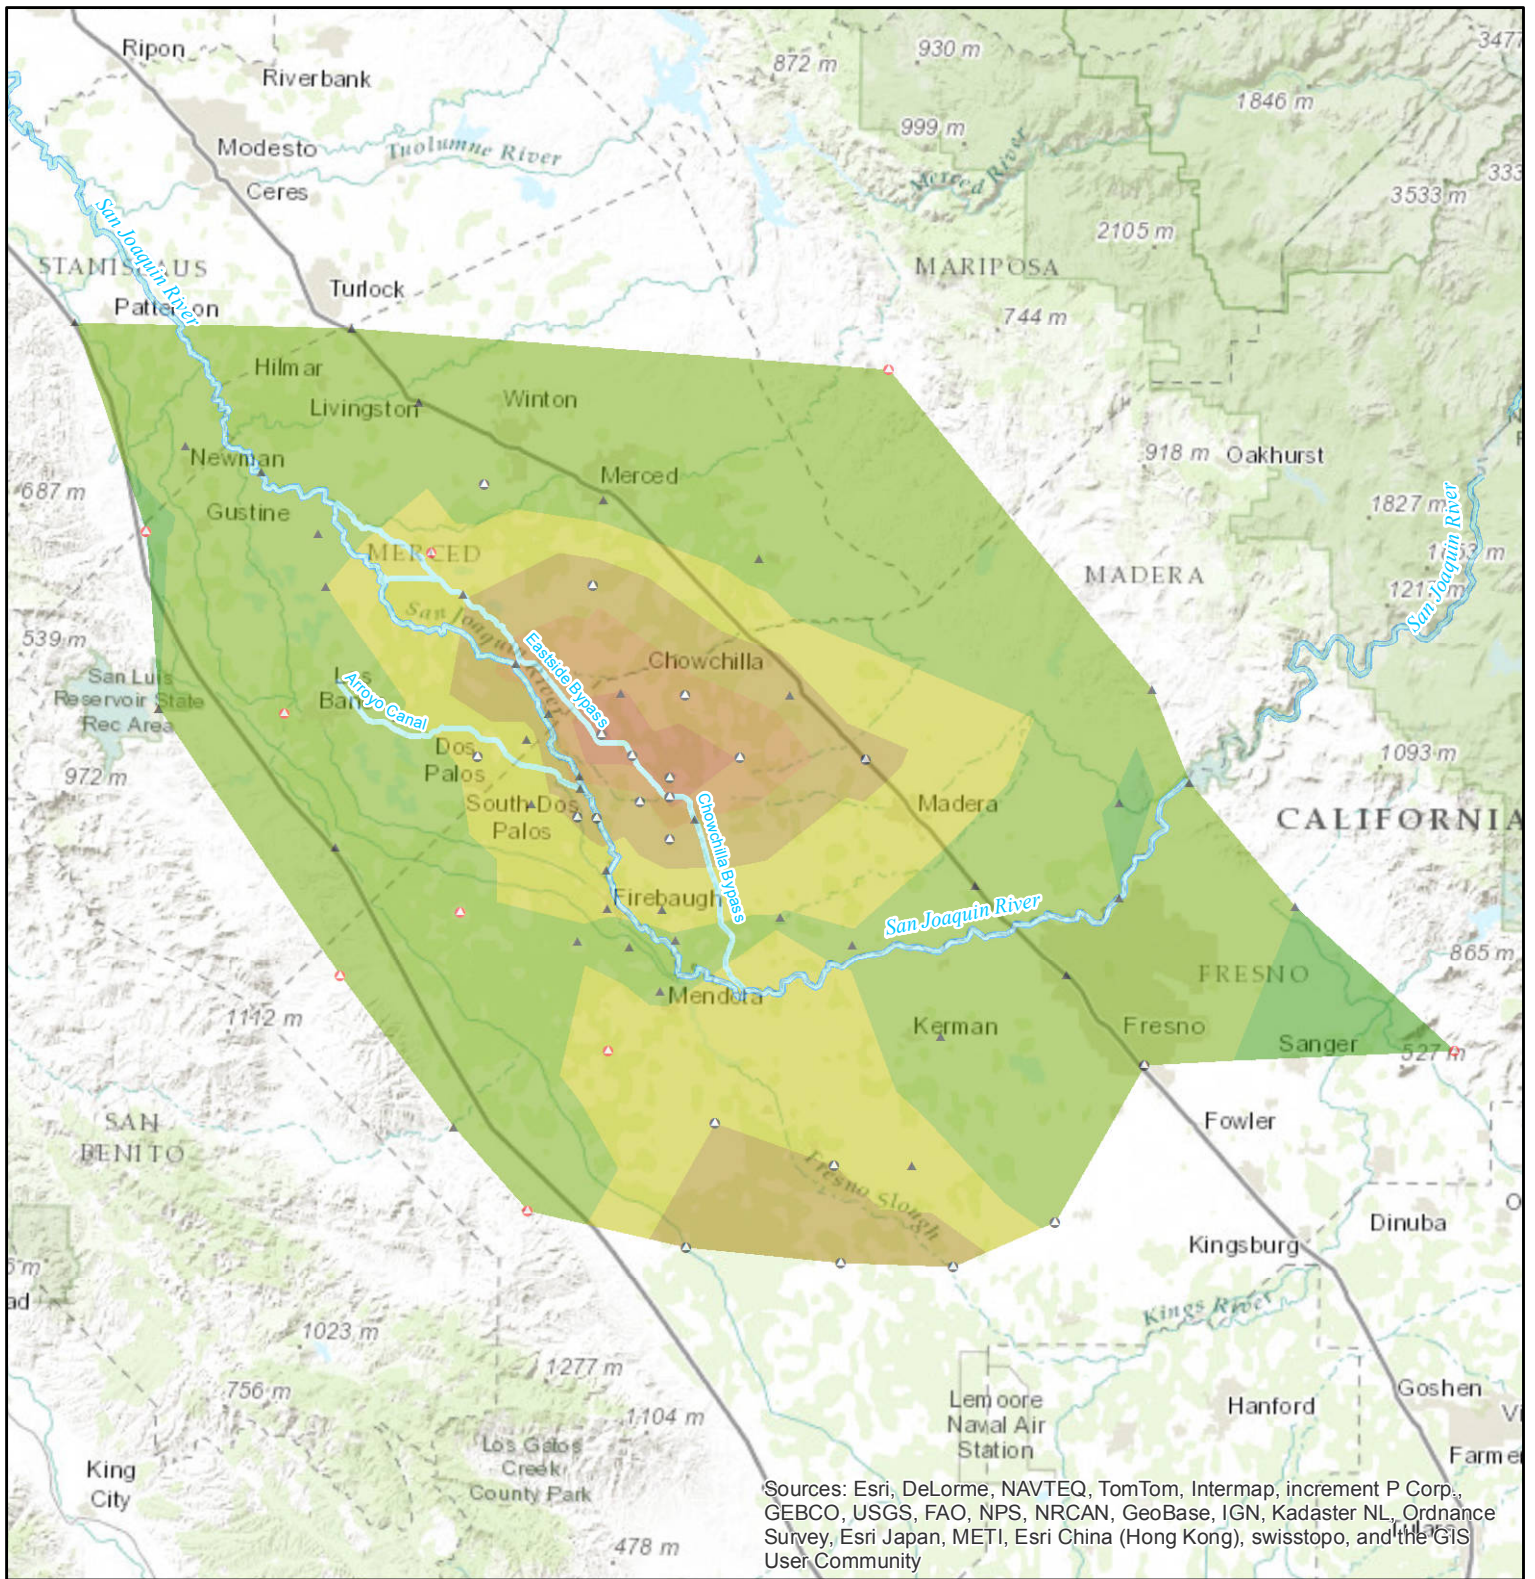 Ripon
Riverbank
872 m
930 m
1846 m
999 m
Modesto
Tuolumne River
Merced River
Ceres
3533 m
2105 m
San Joaquin River
STANISLAUS
MARIPOSA
Turlock
Patterson
744 m
Hilmar
Livingston
Winton
Newman
Merced
918 m
Oakhurst
687 m
Gustine
1827 m
MERCED
MADERA
San Joaquin River
San Joaquin River
539 m
Eastside Bypass
Chowchilla
San Luis
Reservoir State
Rec Area
Los
Arroyo Canal
Dos
Palos
972 m
1093 m
South Dos
Palos
Chowchilla Bypass
Madera
CALIFORNIA
Firebaugh
San Joaquin River
865 m
FRESNO
Mendota
1112 m
Kerman
Fresno
Sanger
527 m
SAN
BENITO
Fowler
Fresno Slough
Dinuba
Kingsburg
Kings River
1023 m
1277 m
756 m
1104 m
Lemoore
Naval Air
Station
Hanford
Goshen
Los Gatos
Creek
County Park
King
City
478 m
Tulare
Sources: Esri, DeLorme, NAVTEQ, TomTom, Intermap, increment P Corp.,
GEBCO, USGS, FAO, NPS, NRCAN, GeoBase, IGN, Kadaster NL, Ordnance
Survey, Esri Japan, METI, Esri China (Hong Kong), swisstopo, and the GIS
User Community